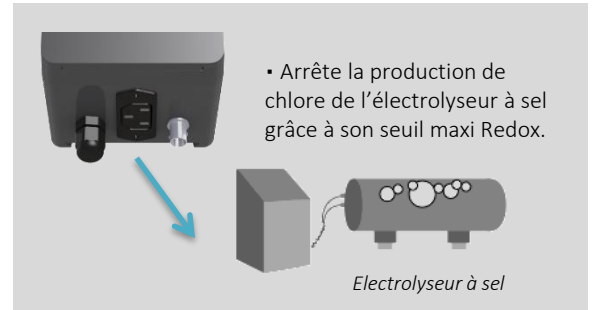 ▪ Arrête la production de
chlore de l’électrolyseur à sel
grâce à son seuil maxi Redox.
Electrolyseur à sel